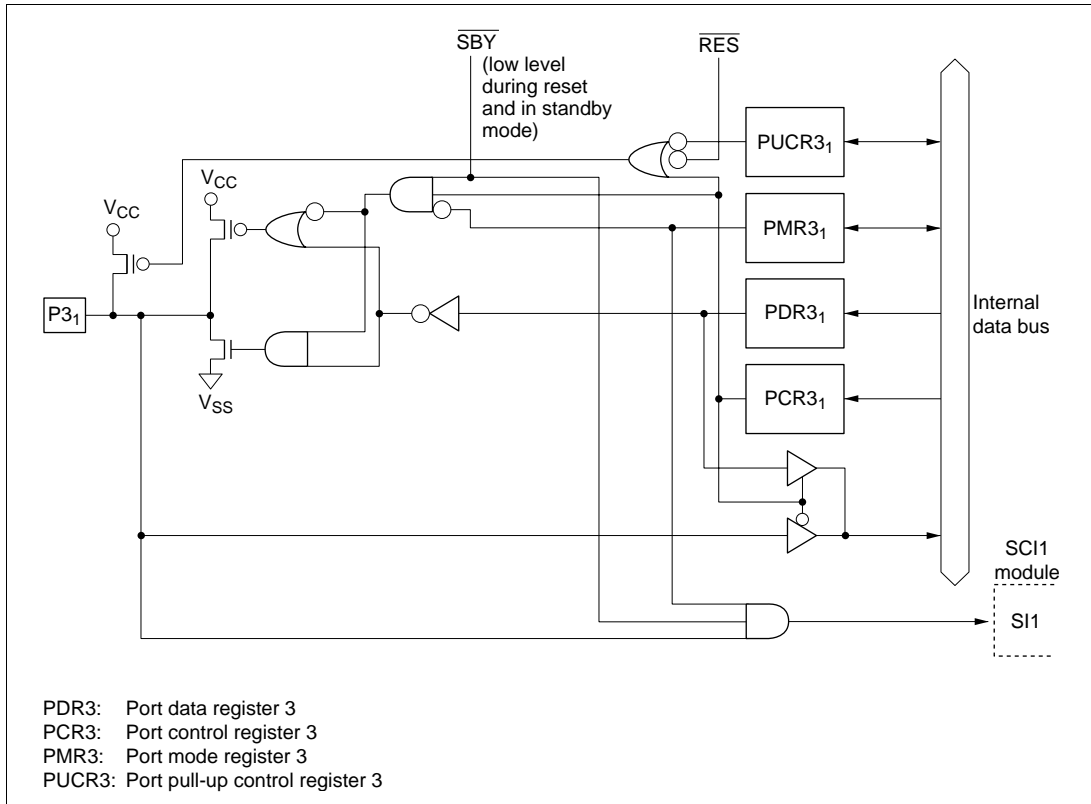 SBY
(low level
during reset
and in standby
mode)
RES
PUCR3₁
VCC
VCC
PMR3₁
P3₁
PDR3₁
Internal
data bus
VSS
PCR3₁
SCI1
module
SI1
PDR3: Port data register 3
PCR3: Port control register 3
PMR3: Port mode register 3
PUCR3: Port pull-up control register 3